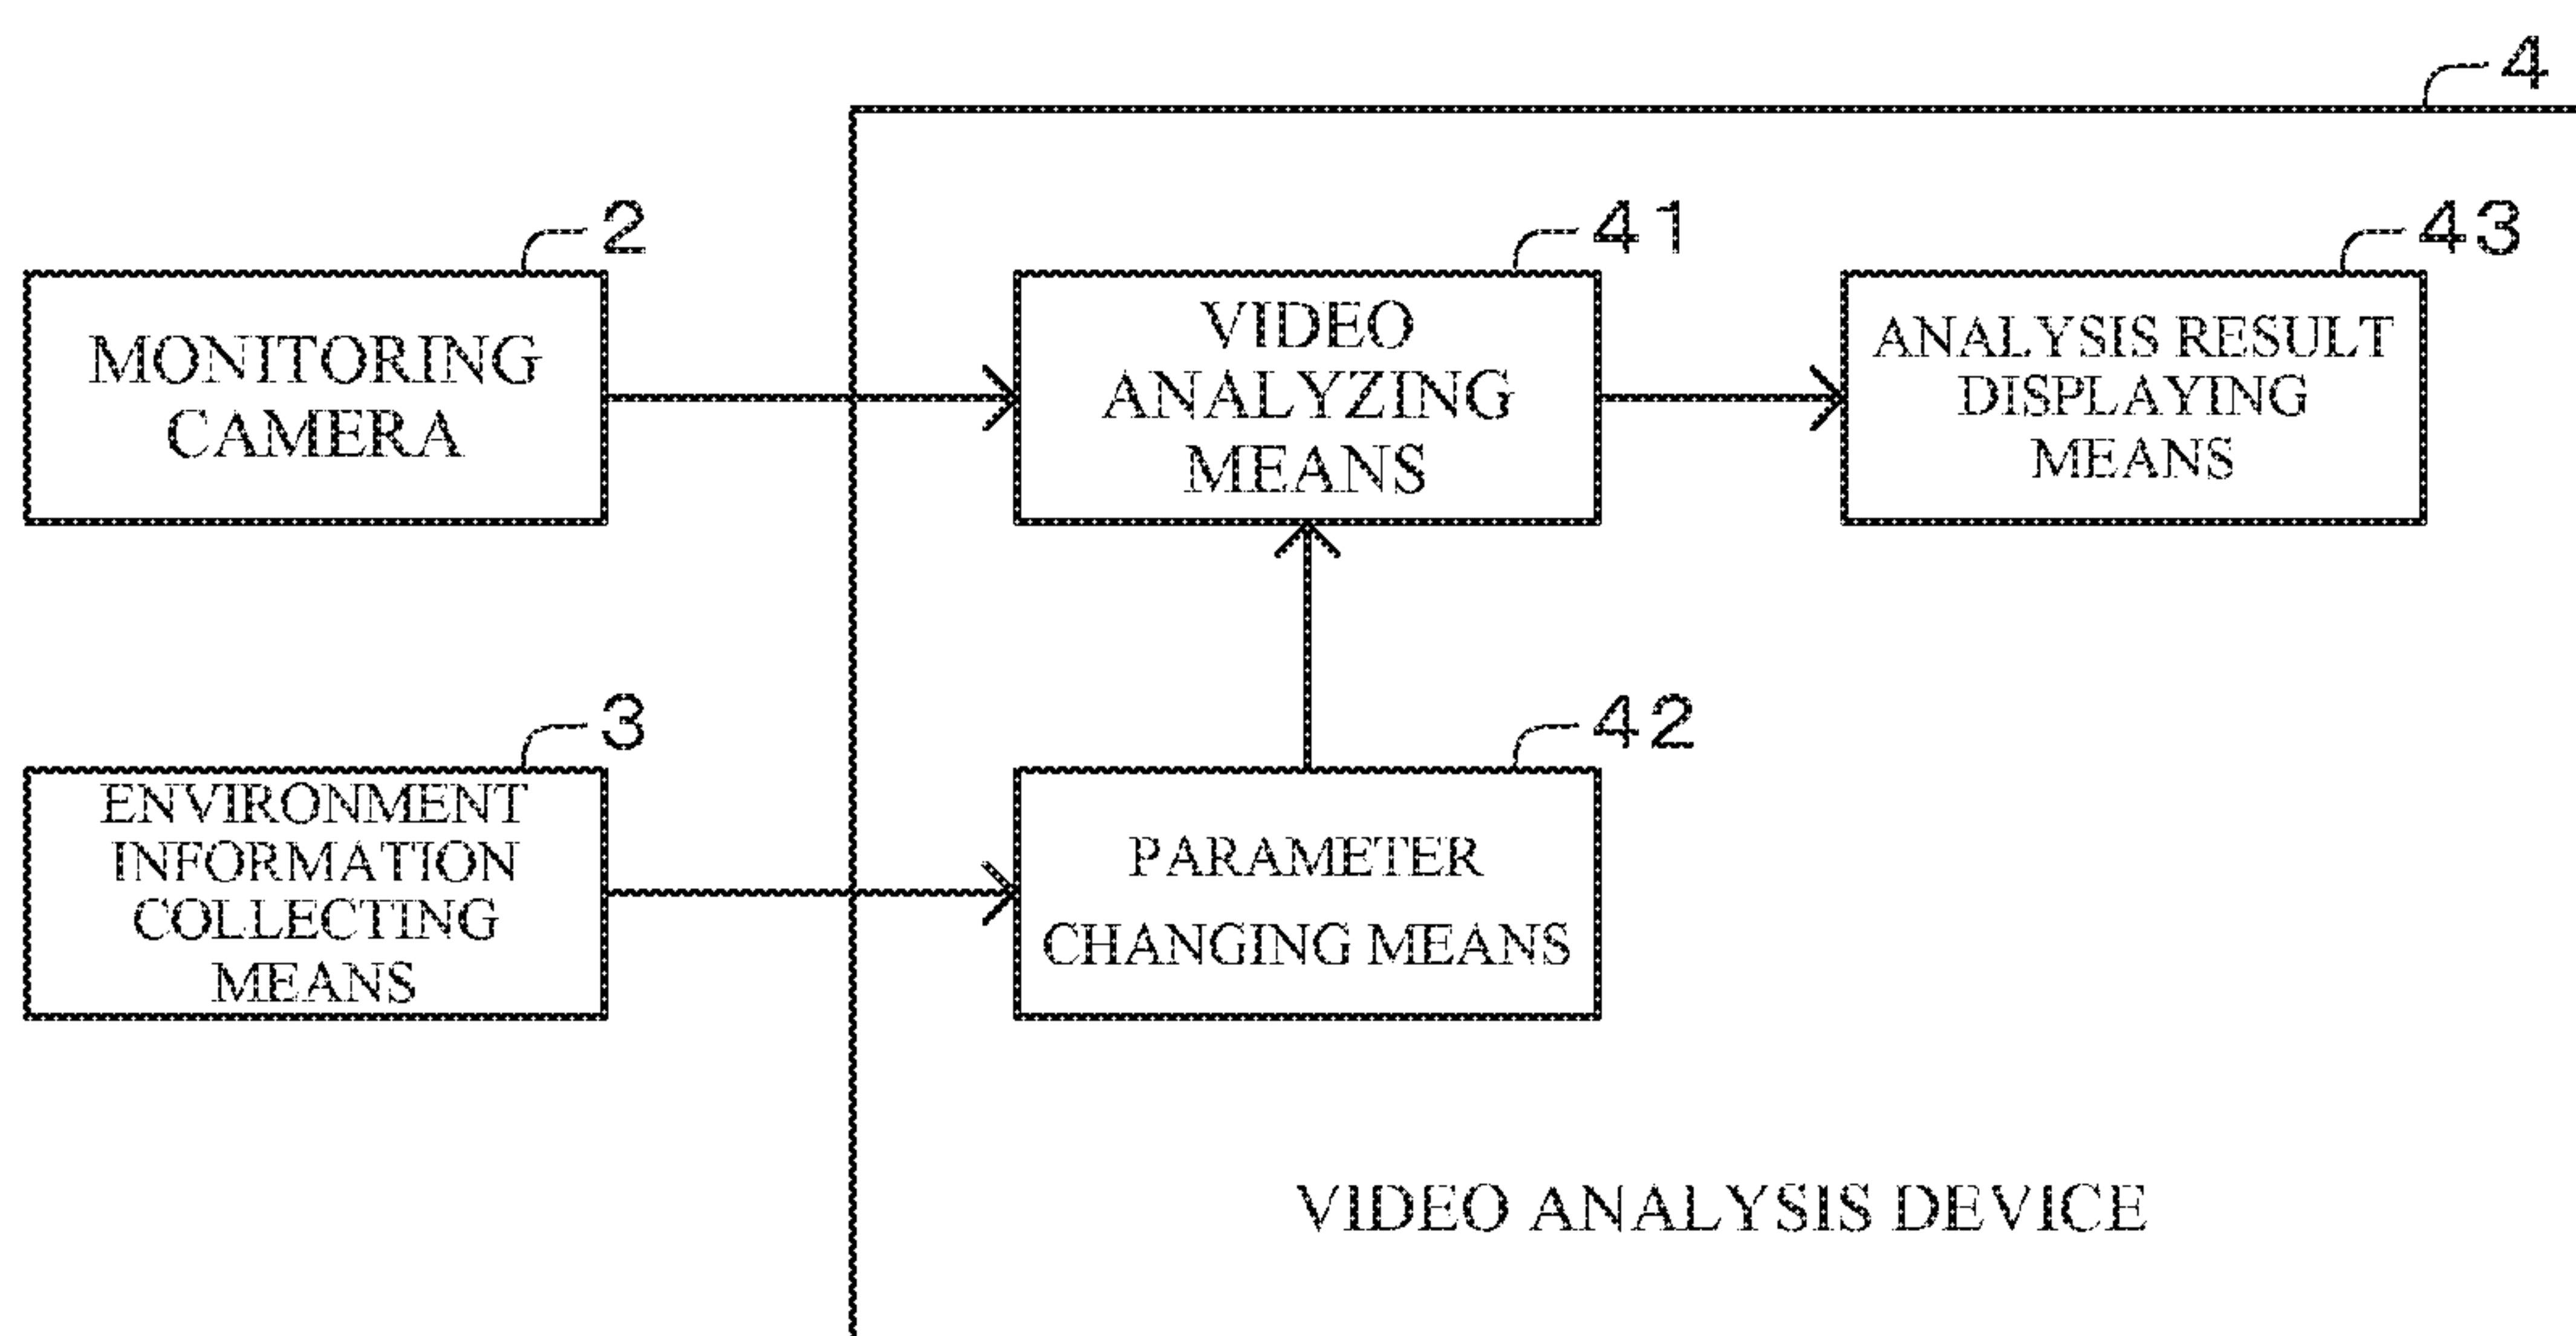 4
2
MONITORING
CAMERA
41
VIDEO
ANALYZING
MEANS
43
ANALYSIS RESULT
DISPLAYING
MEANS
3
ENVIRONMENT
INFORMATION
COLLECTING
MEANS
42
PARAMETER
CHANGING MEANS
VIDEO ANALYSIS DEVICE